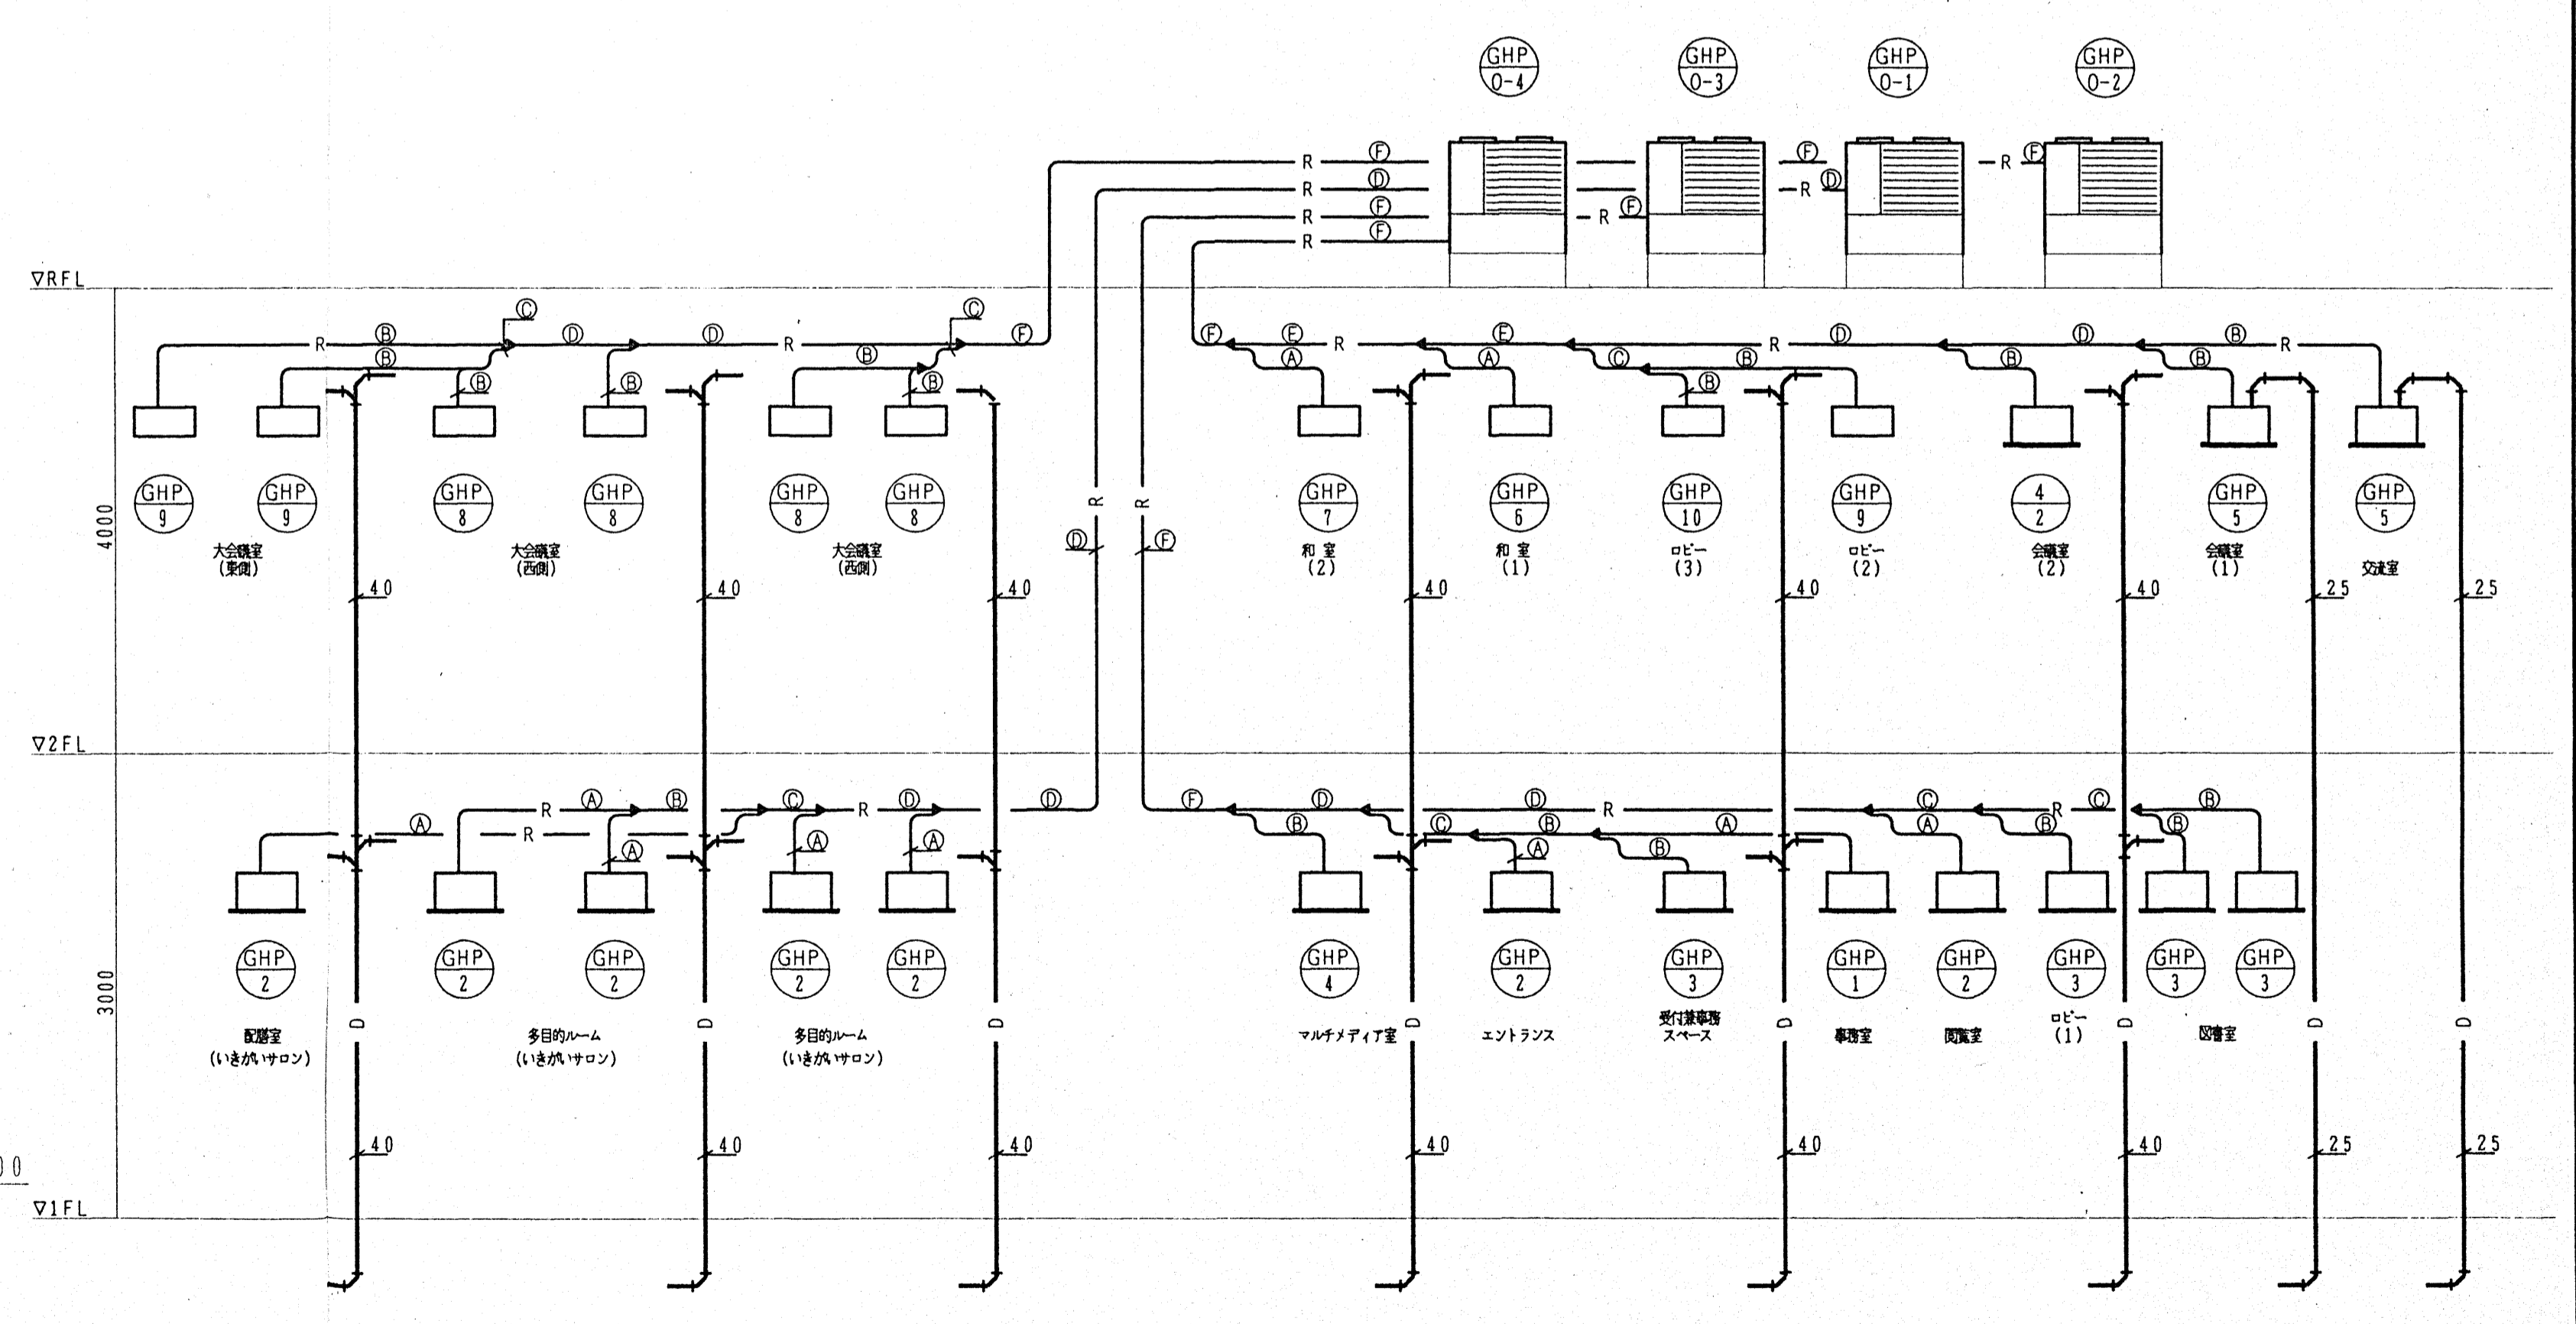 GHP GHP GHP GHP
O-4 O-3 O-1 O-2
R Ⓕ Ⓕ R Ⓕ
R Ⓓ R Ⓓ
R Ⓕ R Ⓕ
R Ⓕ
▽RFL
Ⓒ Ⓒ
R Ⓑ Ⓓ Ⓓ R Ⓕ Ⓕ Ⓔ R Ⓔ R Ⓓ Ⓓ Ⓑ R
Ⓑ Ⓑ Ⓐ Ⓐ Ⓒ Ⓑ Ⓑ Ⓑ
Ⓑ Ⓑ Ⓑ Ⓑ
GHP GHP GHP GHP GHP GHP GHP GHP GHP GHP 4 GHP GHP
9 9 8 8 8 8 7 6 10 9 2 5 5
R R
4000
Ⓓ Ⓕ
大会議室 大会議室 大会議室 和室 和室 ロビー ロビー 会議室 会議室
(東側) (西側) (西側) (2) (1) (3) (2) (2) (1) 交流室
40 40 40 40 40 40 25 25
▽2FL
R Ⓐ Ⓑ Ⓒ R Ⓓ Ⓓ Ⓕ Ⓓ Ⓓ R Ⓒ R Ⓒ Ⓑ
Ⓐ R Ⓑ Ⓒ Ⓑ Ⓐ Ⓐ Ⓑ Ⓑ
Ⓐ Ⓐ Ⓐ Ⓐ Ⓑ
GHP GHP GHP GHP GHP GHP GHP GHP GHP GHP GHP GHP GHP
2 2 2 2 2 4 2 3 1 2 3 3 3
3000
D D D D D D D D
配膳室 多目的ルーム 多目的ルーム マルチメディア室 エントランス 受付兼事務 事務室 閲覧室 ロビー 図書室
(いきがいサロン) (いきがいサロン) (いきがいサロン) スペース (1)
40 40 40 40 40 40 25 25
00
▽1FL